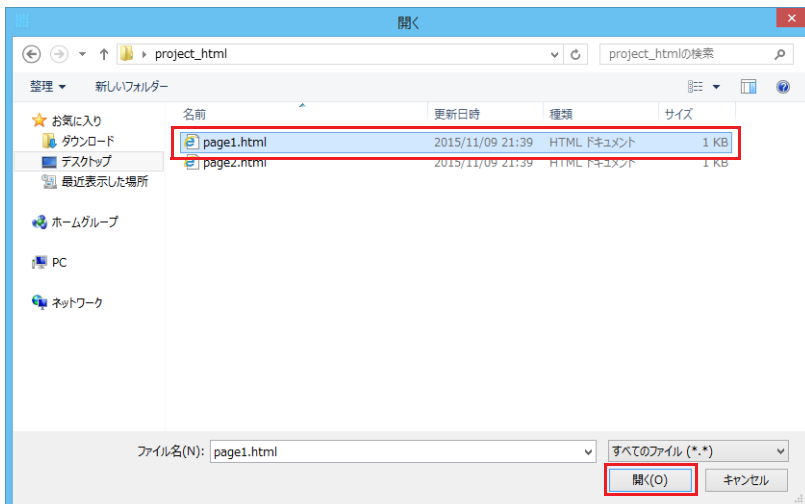 開く
project_html
project_htmlの検索
整理
新しいフォルダー
名前 更新日時 種類 サイズ
お気に入り
ダウンロード
デスクトップ
最近表示した場所
ホームグループ
PC
ネットワーク
page1.html 2015/11/09 21:39 HTML ドキュメント 1 KB
page2.html 2015/11/09 21:39 HTML ドキュメント 1 KB
ファイル名(N): page1.html
すべてのファイル (*.*)
開く(O) キャンセル